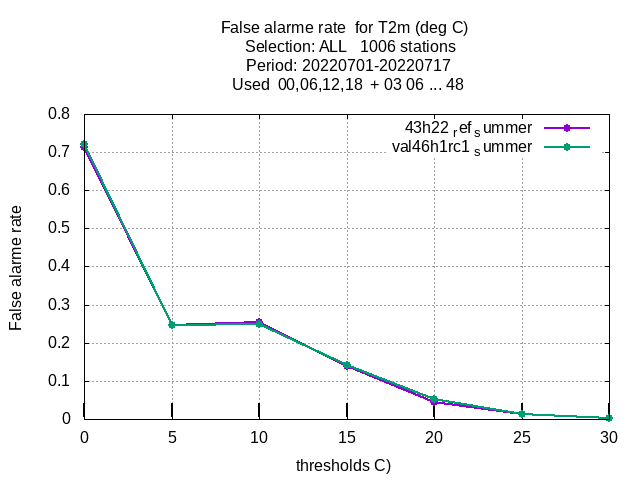 False alarme rate  for T2m (deg C)
Selection: ALL   1006 stations
Period: 20220701-20220717
Used  00,06,12,18  + 03 06 ... 48
43h22 ref summer
val46h1rc1 summer
0.8
0.7
0.6
0.5
0.4
0.3
0.2
0.1
0
False alarme rate
0 5 10 15 20 25 30
thresholds C)